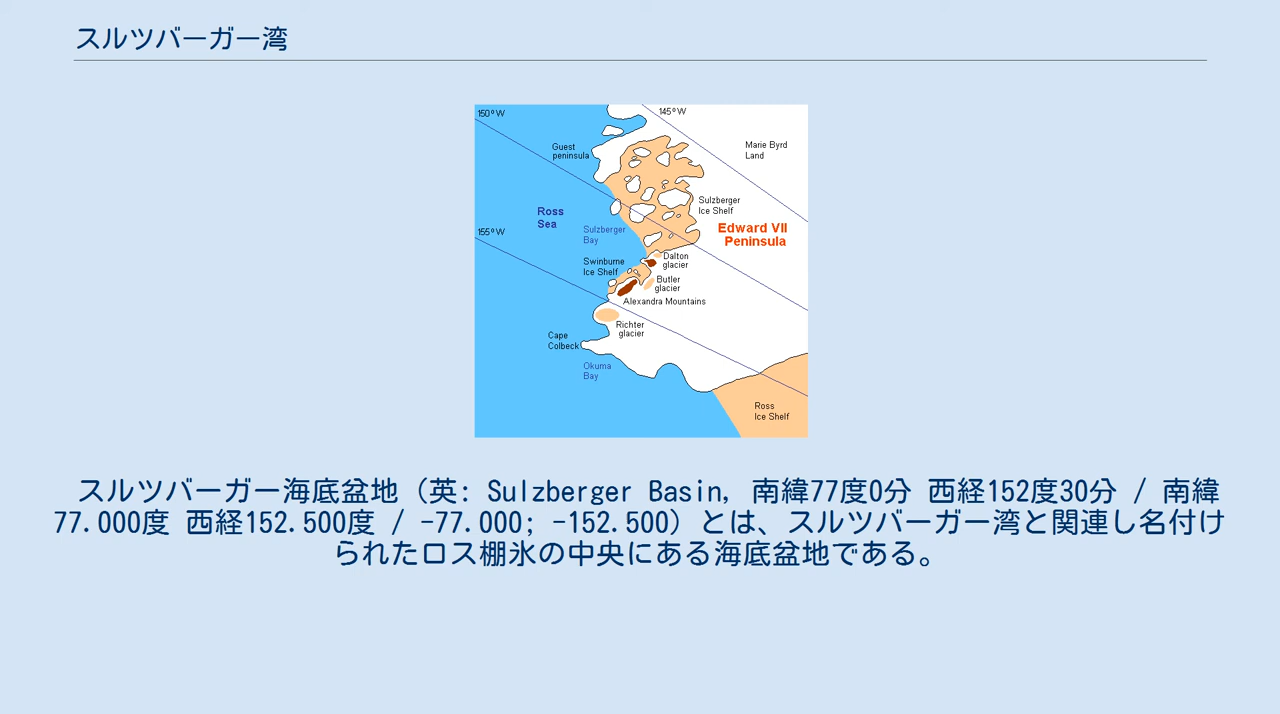 スルツバーガー湾
150° W
145° W
Guest
peninsula
Marie Byrd
Land
Sulzberger
Ice Shelf
Ross
Sea
Edward VII
Peninsula
155° W
Sulzberger
Bay
Dalton
glacier
Swinburne
Ice Shelf
Butler
glacier
Alexandra Mountains
Richter
glacier
Cape
Colbeck
Okuma
Bay
Ross
Ice Shelf
スルツバーガー海底盆地（英: Sulzberger Basin, 南緯77度0分 西経152度30分 / 南緯
77.000度 西経152.500度 / -77.000; -152.500）とは、スルツバーガー湾と関連し名付け
られたロス棚氷の中央にある海底盆地である。